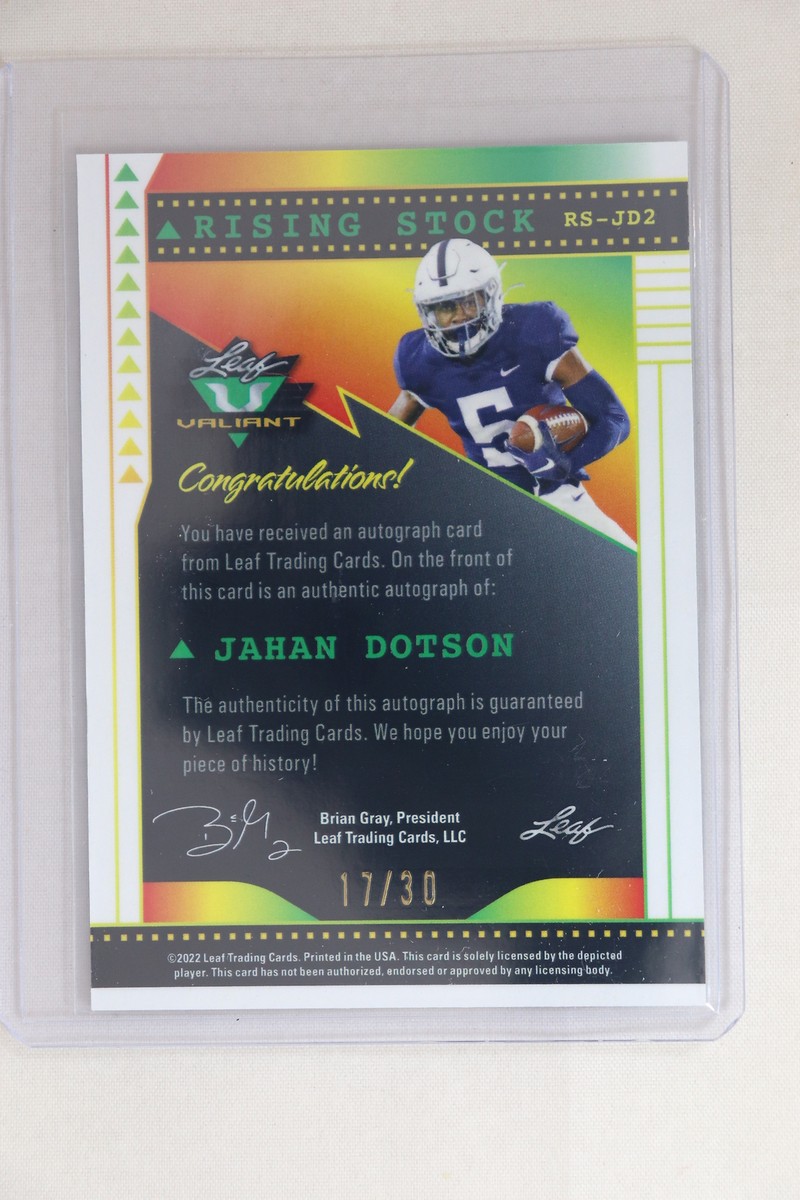 RISING STOCK RS-JD2
5
Leaf
VALIANT
Congratulations!
You have received an autograph card
from Leaf Trading Cards. On the front of
this card is an authentic autograph of:
JAHAN DOTSON
The authenticity of this autograph is guaranteed
by Leaf Trading Cards. We hope you enjoy your
piece of history!
Brian Gray, President
Leaf Trading Cards, LLC
Leaf
17/30
©2022 Leaf Trading Cards. Printed in the USA. This card is solely licensed by the depicted
player. This card has not been authorized, endorsed or approved by any licensing body.